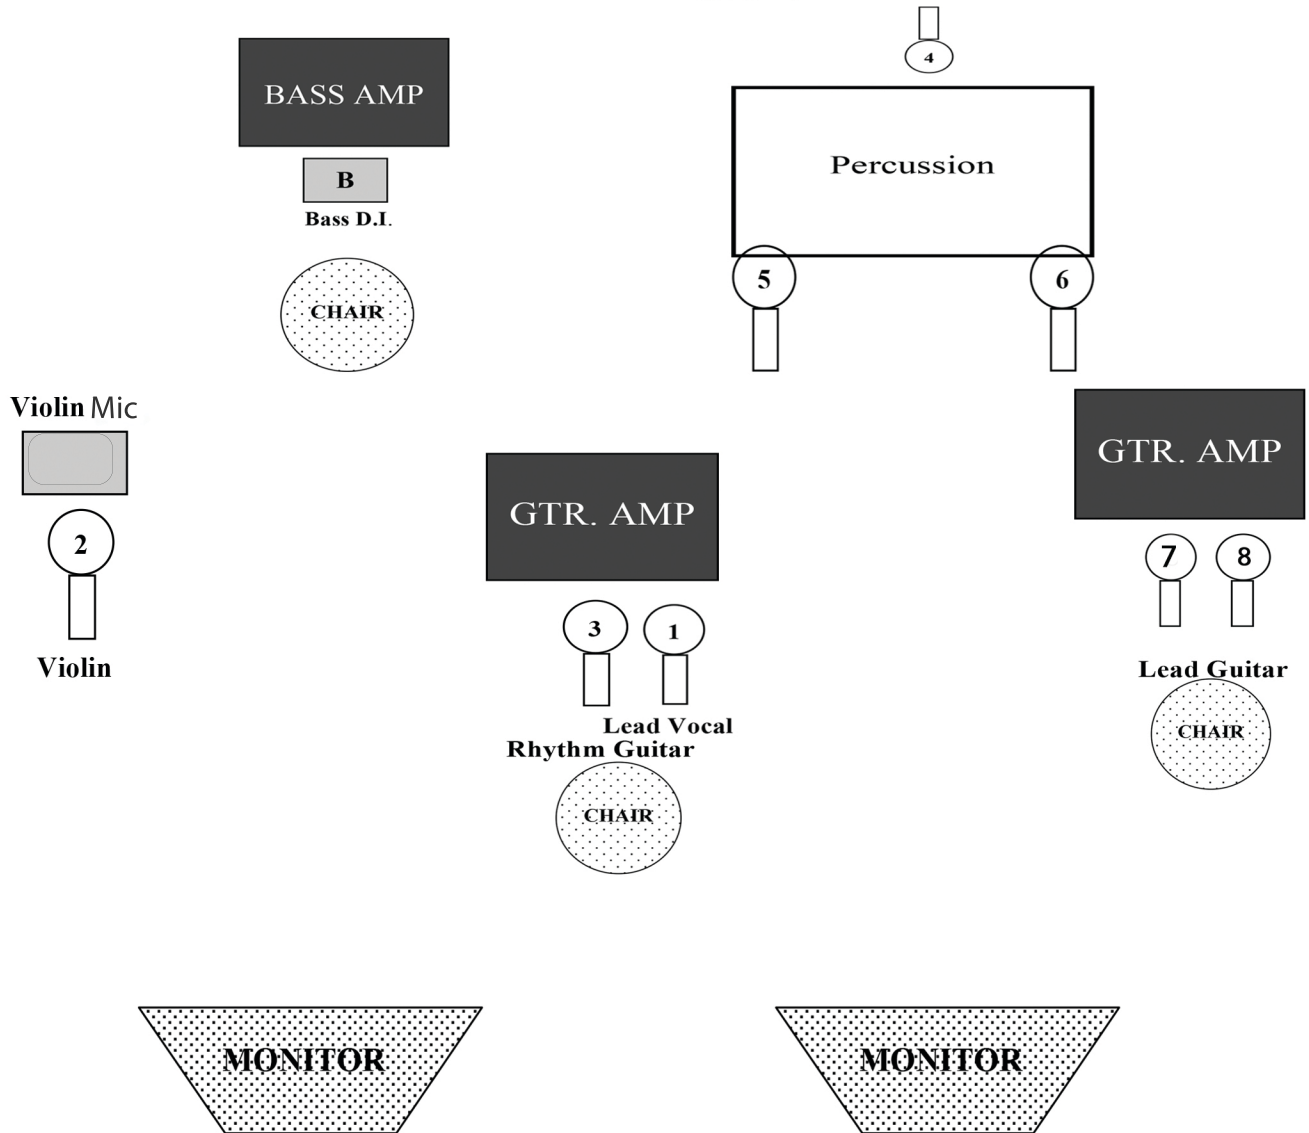 4
BASS AMP
Percussion
B
Bass D.I.
5
6
CHAIR
Violin Mic
GTR. AMP
GTR. AMP
2
7
8
3
1
Violin
Lead Guitar
Lead Vocal
Rhythm Guitar
CHAIR
CHAIR
MONITOR
MONITOR